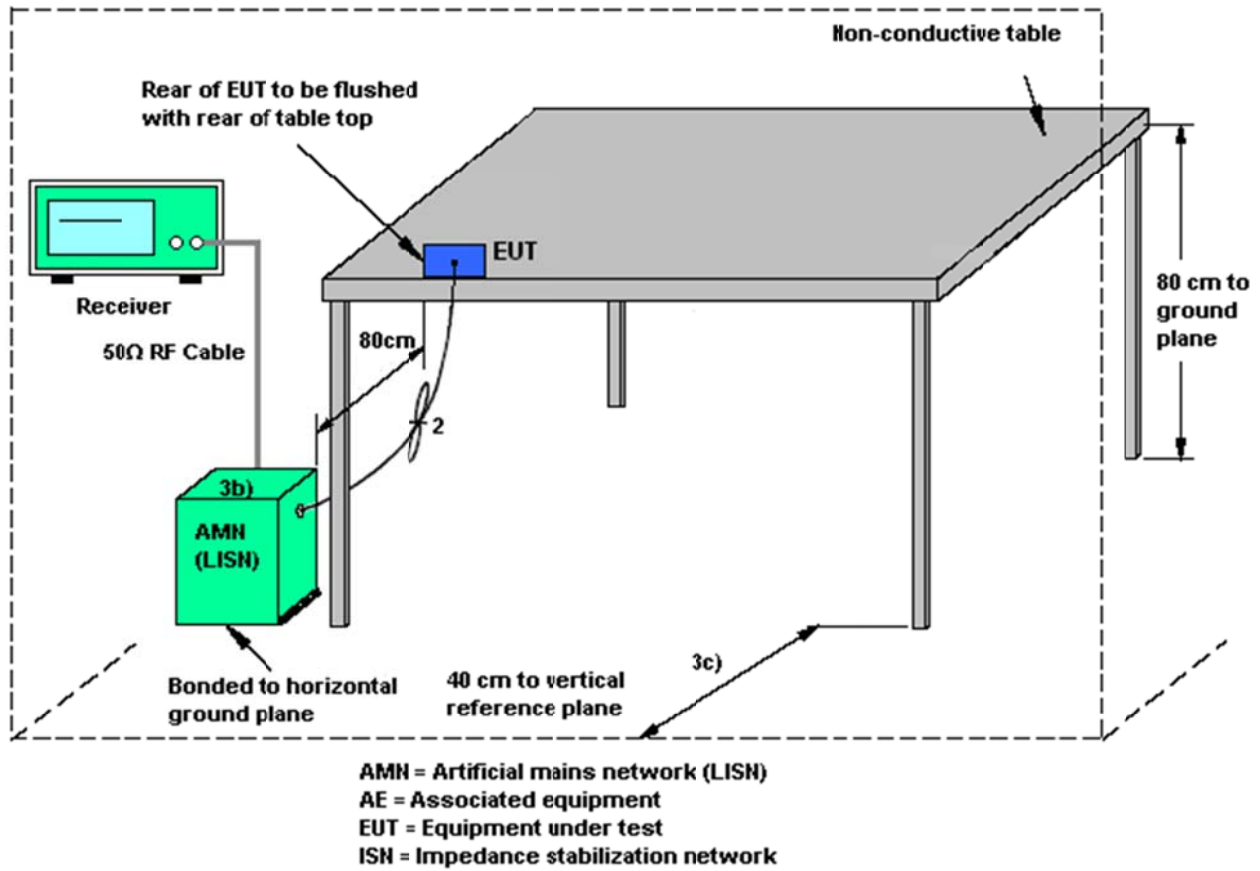 Non-conductive table
Rear of EUT to be flushed
with rear of table top
EUT
Receiver
80 cm to
ground
plane
80cm
50Ω RF Cable
2
3b)
AMN
(LISN)
3c)
Bonded to horizontal
ground plane
40 cm to vertical
reference plane
AMN = Artificial mains network (LISN)
AE = Associated equipment
EUT = Equipment under test
ISN = Impedance stabilization network